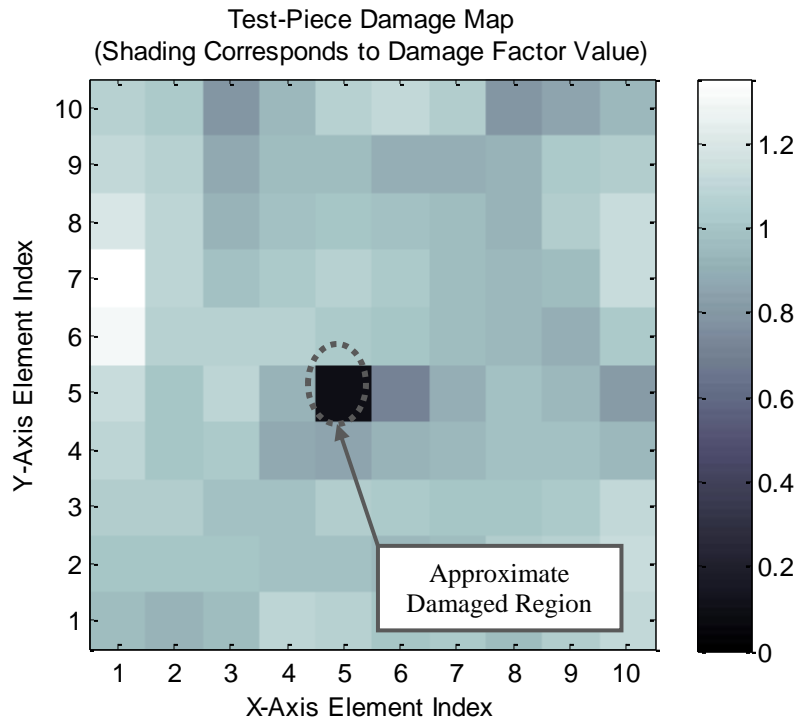 Test-Piece Damage Map
(Shading Corresponds to Damage Factor Value)
Y-Axis Element Index
10
9
8
7
6
5
4
3
2
1
1 2 3 4 5 6 7 8 9 10
X-Axis Element Index
Approximate
Damaged Region
1.2
1
0.8
0.6
0.4
0.2
0